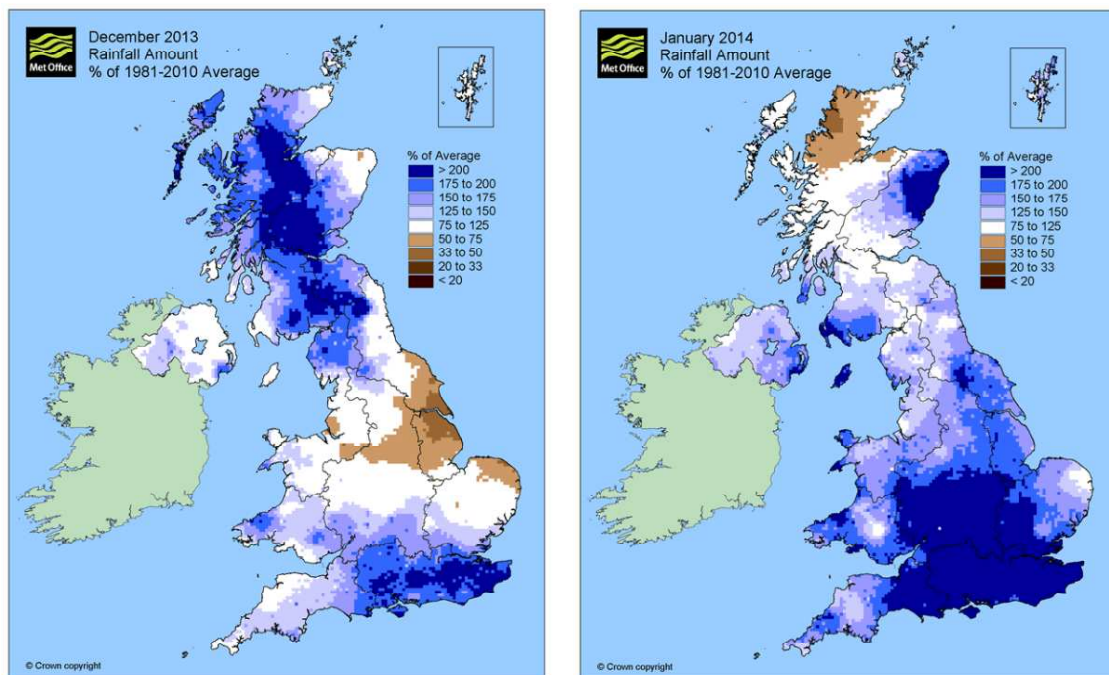 Met Office
December 2013
Rainfall Amount
% of 1981-2010 Average
% of Average
> 200
175 to 200
150 to 175
125 to 150
75 to 125
50 to 75
33 to 50
20 to 33
< 20
© Crown copyright
Met Office
January 2014
Rainfall Amount
% of 1981-2010 Average
% of Average
> 200
175 to 200
150 to 175
125 to 150
75 to 125
50 to 75
33 to 50
20 to 33
< 20
© Crown copyright